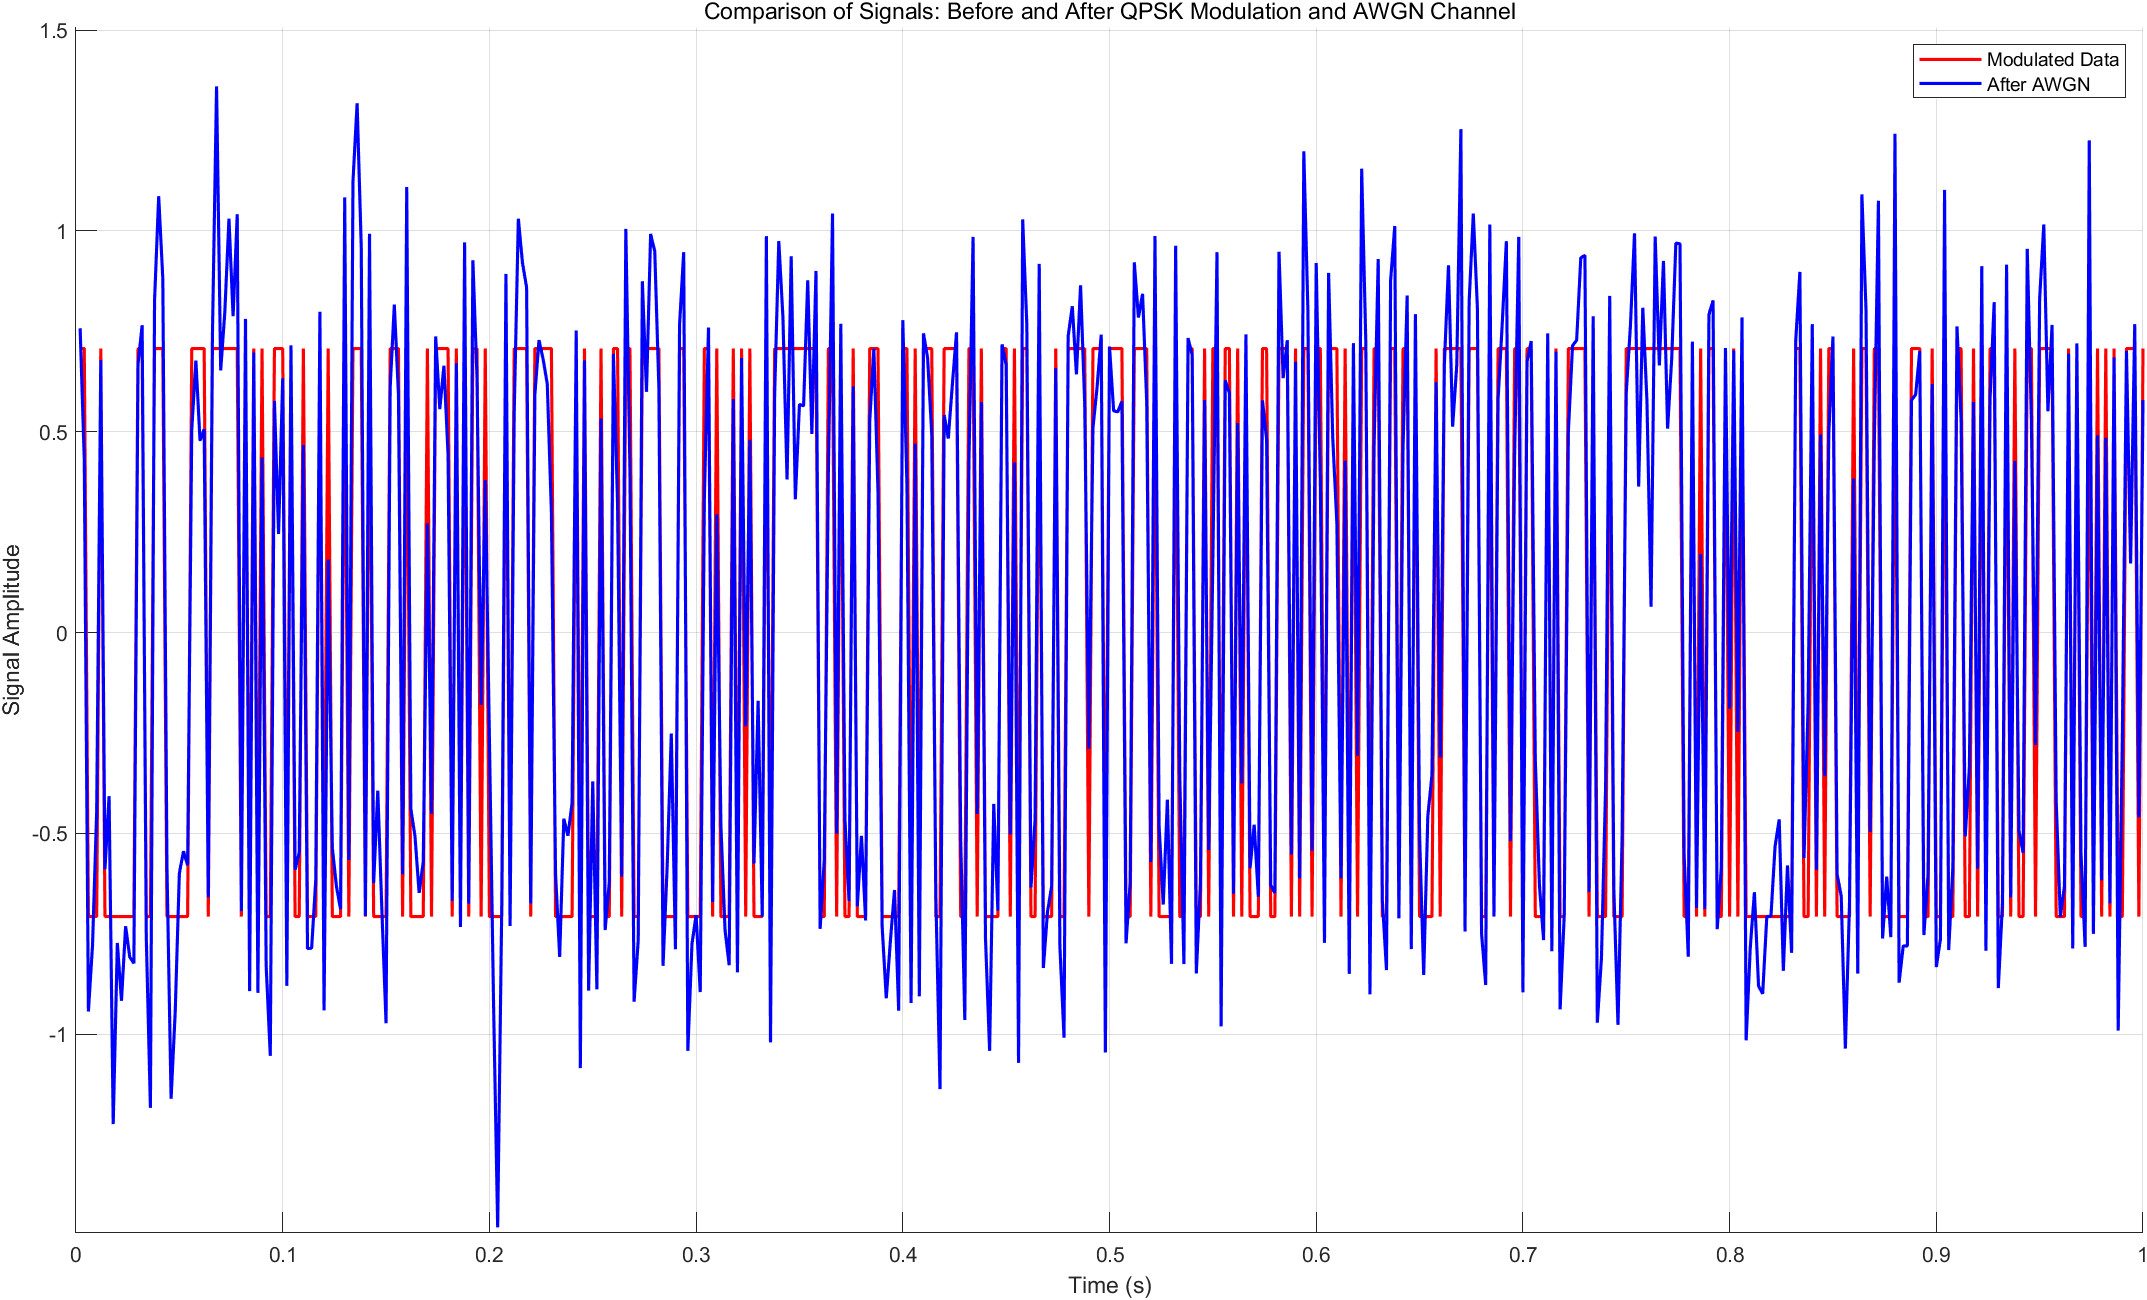 Comparison of Signals: Before and After QPSK Modulation and AWGN Channel
Modulated Data
After AWGN
Signal Amplitude
1.5
1
0.5
0
-0.5
-1
0 0.1 0.2 0.3 0.4 0.5 0.6 0.7 0.8 0.9 1
Time (s)